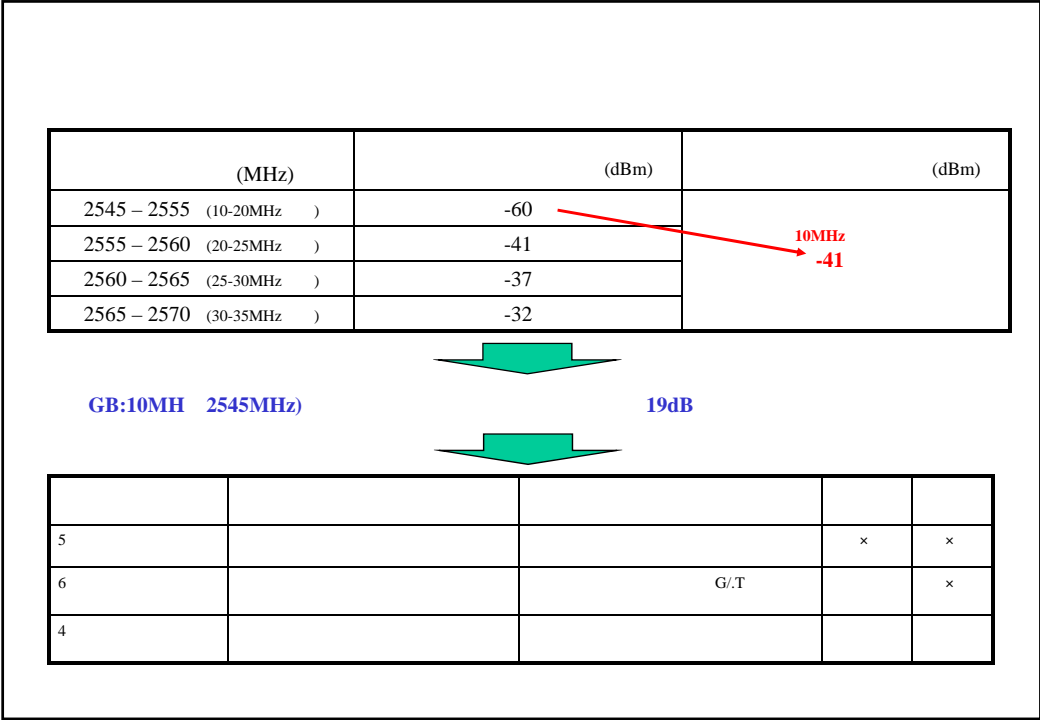 (MHz) (dBm) (dBm)
2545 – 2555 (10-20MHz ) -60
10MHz
2555 – 2560 (20-25MHz ) -41
-41
2560 – 2565 (25-30MHz ) -37
2565 – 2570 (30-35MHz ) -32
GB:10MH 2545MHz) 19dB
5 × ×
6 G/.T ×
4